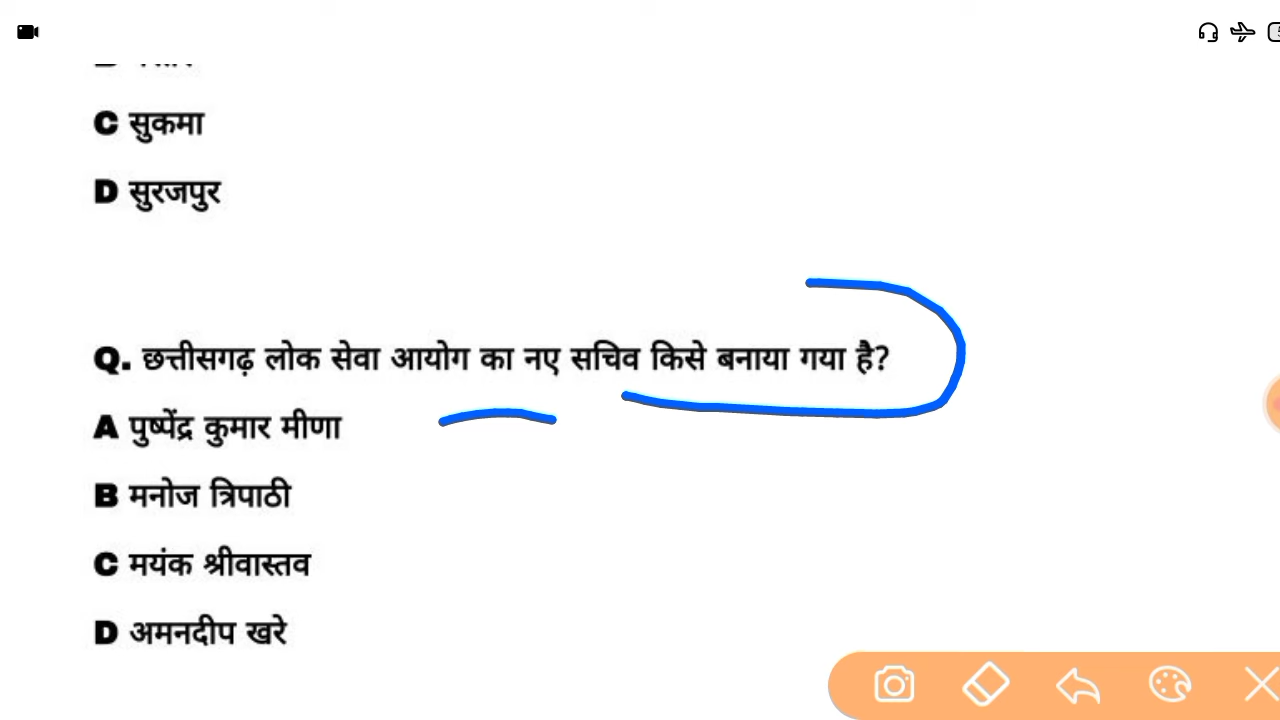 C सुकमा
D सुरजपुर
Q. छत्तीसगढ़ लोक सेवा आयोग का नए सचिव किसे बनाया गया है?
A पुष्पेंद्र कुमार मीणा
B मनोज त्रिपाठी
C मयंक श्रीवास्तव
D अमनदीप खरे